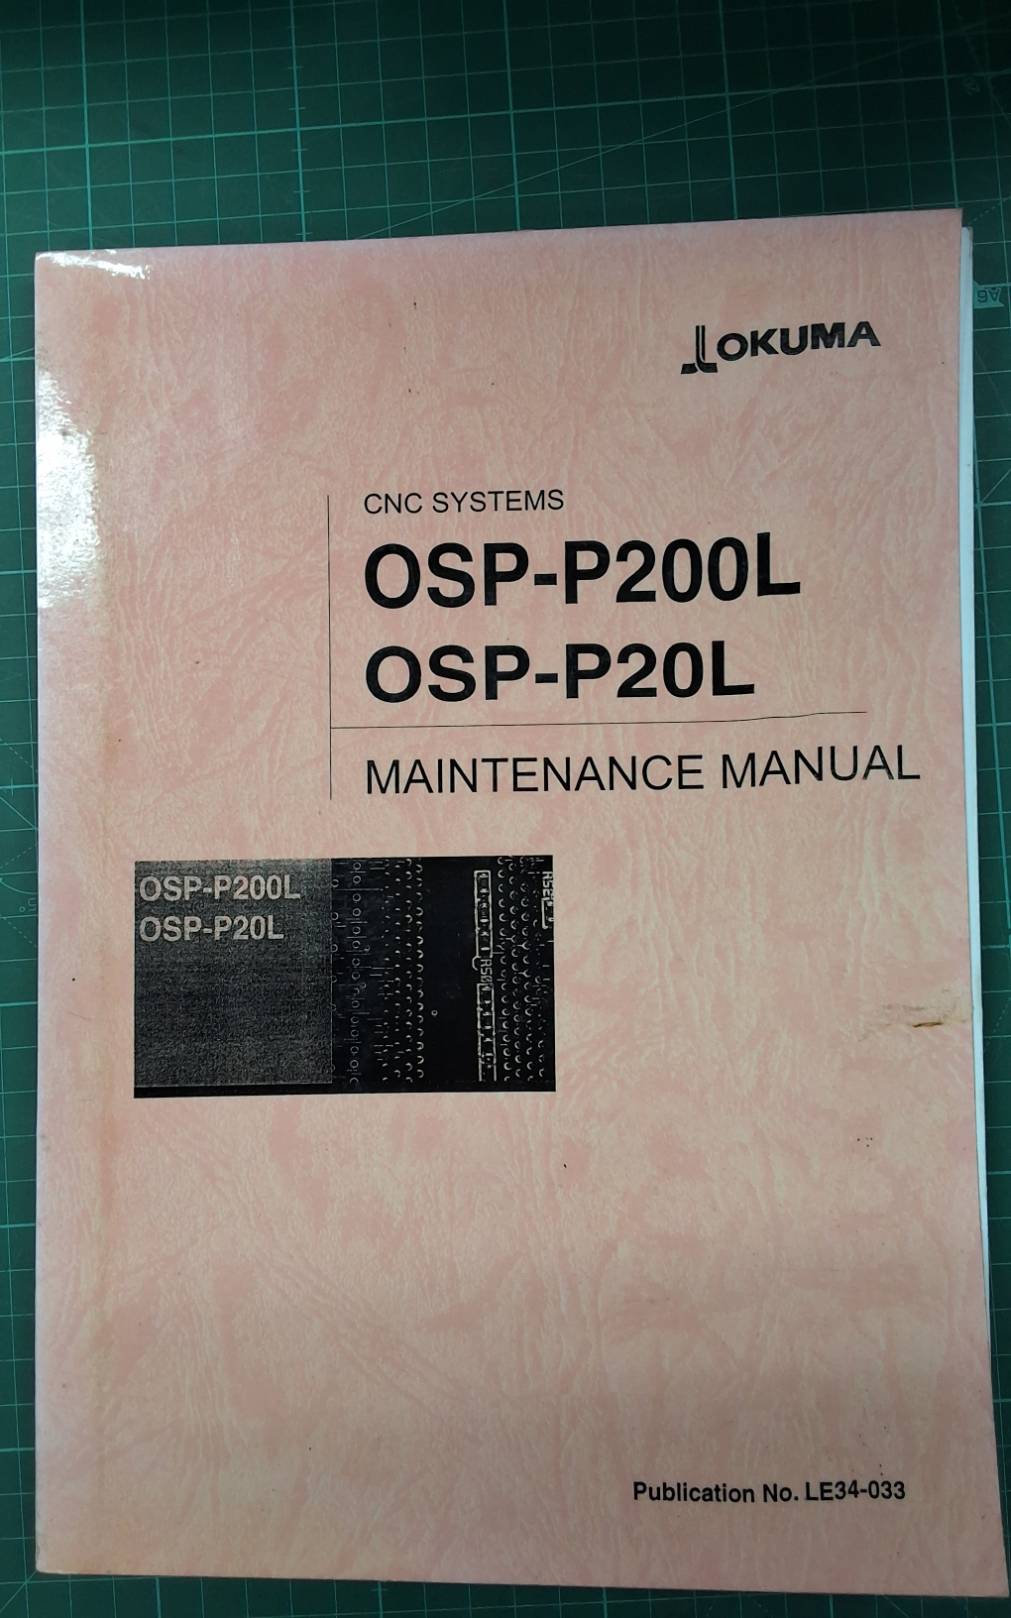 OKUMA
CNC SYSTEMS
OSP-P200L
OSP-P20L
MAINTENANCE MANUAL
OSP-P200L
OSP-P20L
Publication No. LE34-033